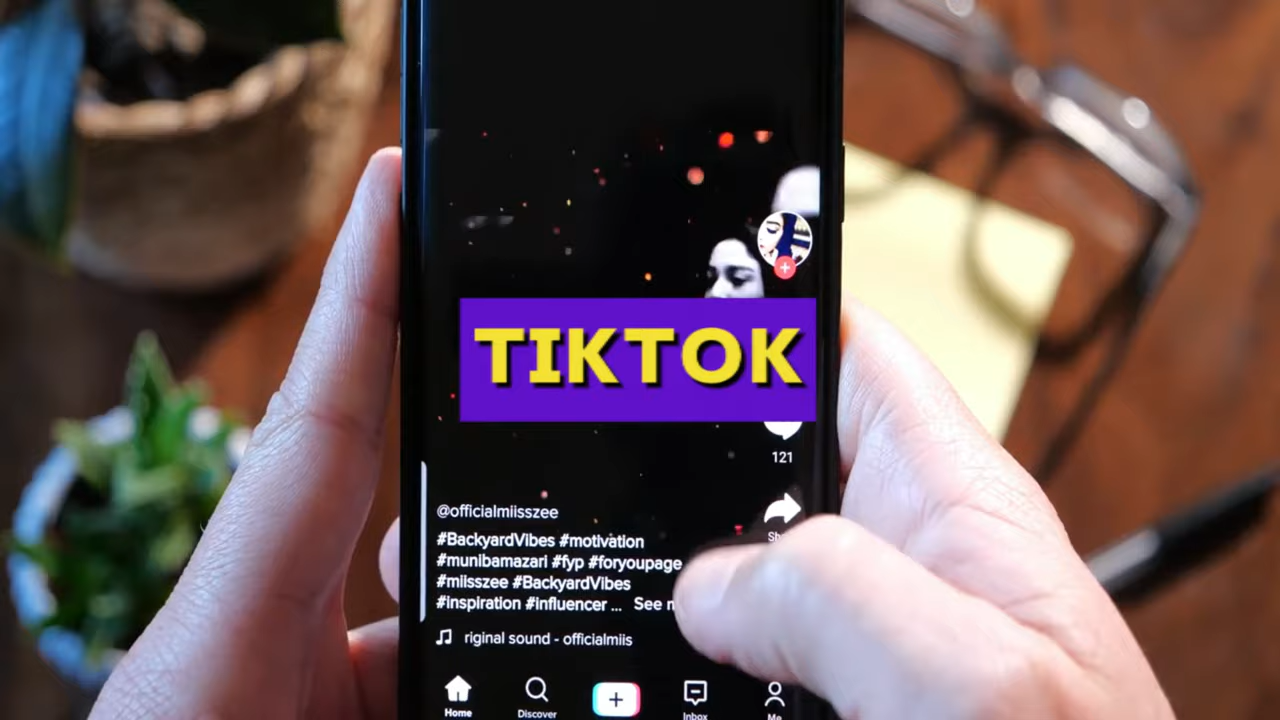 TIKTOK
121
@officialmiisszee
#BackyardVibes #motivation
#munibamazari #fyp #foryoupage
#miisszee #BackyardVibes
#inspiration #influencer ... See
riginal sound - officialmiis
Home Discover Inbox Me